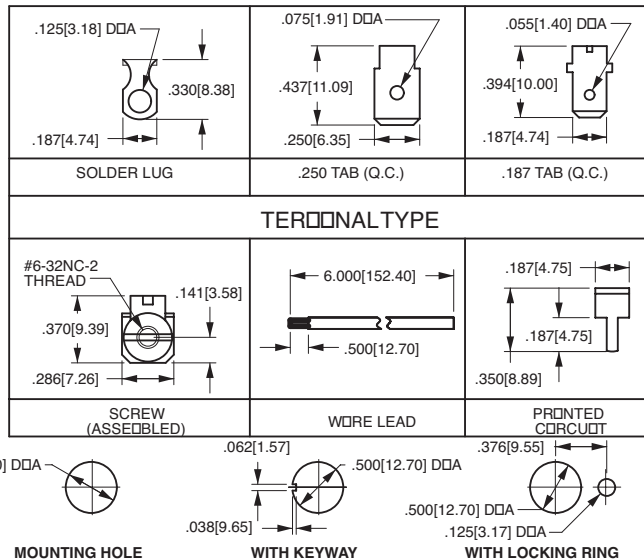 .125[3.18] D□A
.330[8.38]
.187[4.74]
SOLDER LUG
.075[1.91] D□A
.437[11.09]
.250[6.35]
.250 TAB (Q.C.)
.055[1.40] D□A
.394[10.00]
.187[4.74]
.187 TAB (Q.C.)
TER□□NAL TYPE
#6-32NC-2
THREAD
.141[3.58]
.370[9.39]
.286[7.26]
SCREW
(ASSE□BLED)
6.000[152.40]
.500[12.70]
W□RE LEAD
.187[4.75]
.187[4.75]
.350[8.89]
PR□NTED
C□RCU□T
0] D□A
MOUNTING HOLE
.062[1.57]
.500[12.70] D□A
.038[9.65]
WITH KEYWAY
.376[9.55]
.500[12.70] D□A
.125[3.17] D□A
WITH LOCKING RING